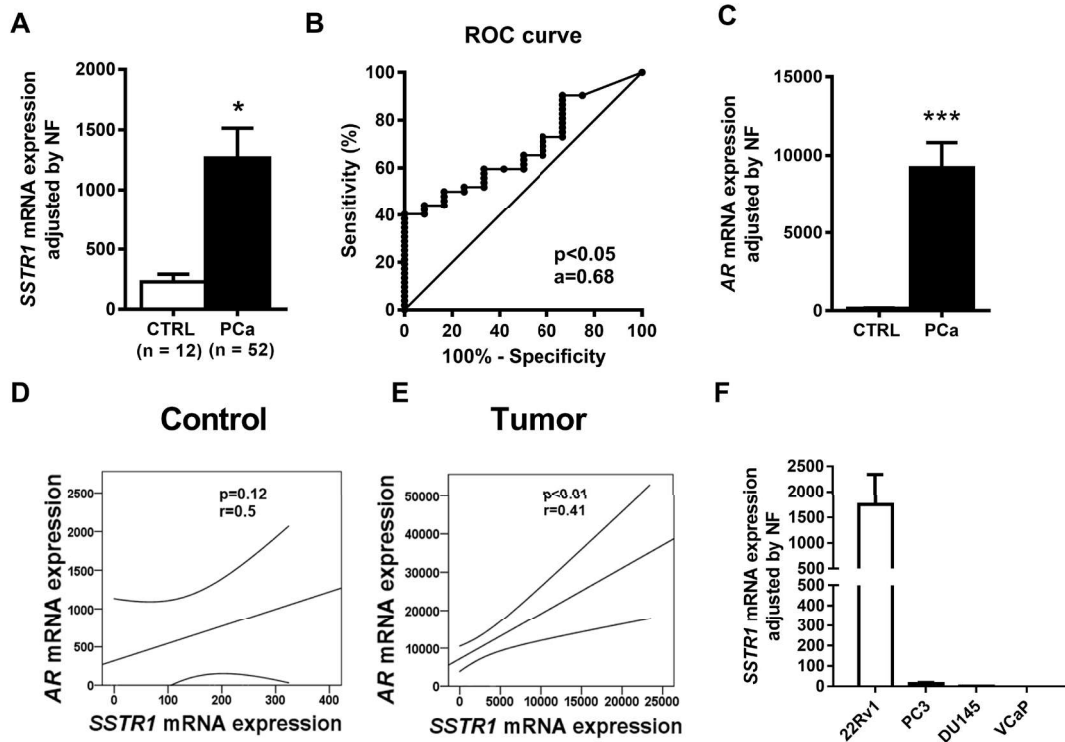 A
SSTR1 mRNA expression
adjusted by NF
2000
1500
1000
500
0
*
CTRL
(n = 12)
PCa
(n = 52)
B
ROC curve
Sensitivity (%)
100
80
60
40
20
0
p<0.05
a=0.68
0 20 40 60 80 100
100% - Specificity
C
AR mRNA expression
adjusted by NF
15000
10000
5000
0
***
CTRL PCa
D
Control
AR mRNA expression
2500
2000
1500
1000
500
0
p=0.12
r=0.5
0 100 200 300 400
SSTR1 mRNA expression
E
Tumor
AR mRNA expression
50000
40000
30000
20000
10000
0
p<0.01
r=0.41
0 5000 10000 15000 20000 25000
SSTR1 mRNA expression
F
SSTR1 mRNA expression
adjusted by NF
2500
2000
1500
1000
500
500
400
300
200
100
0
22Rv1
PC3
DU145
VCaP